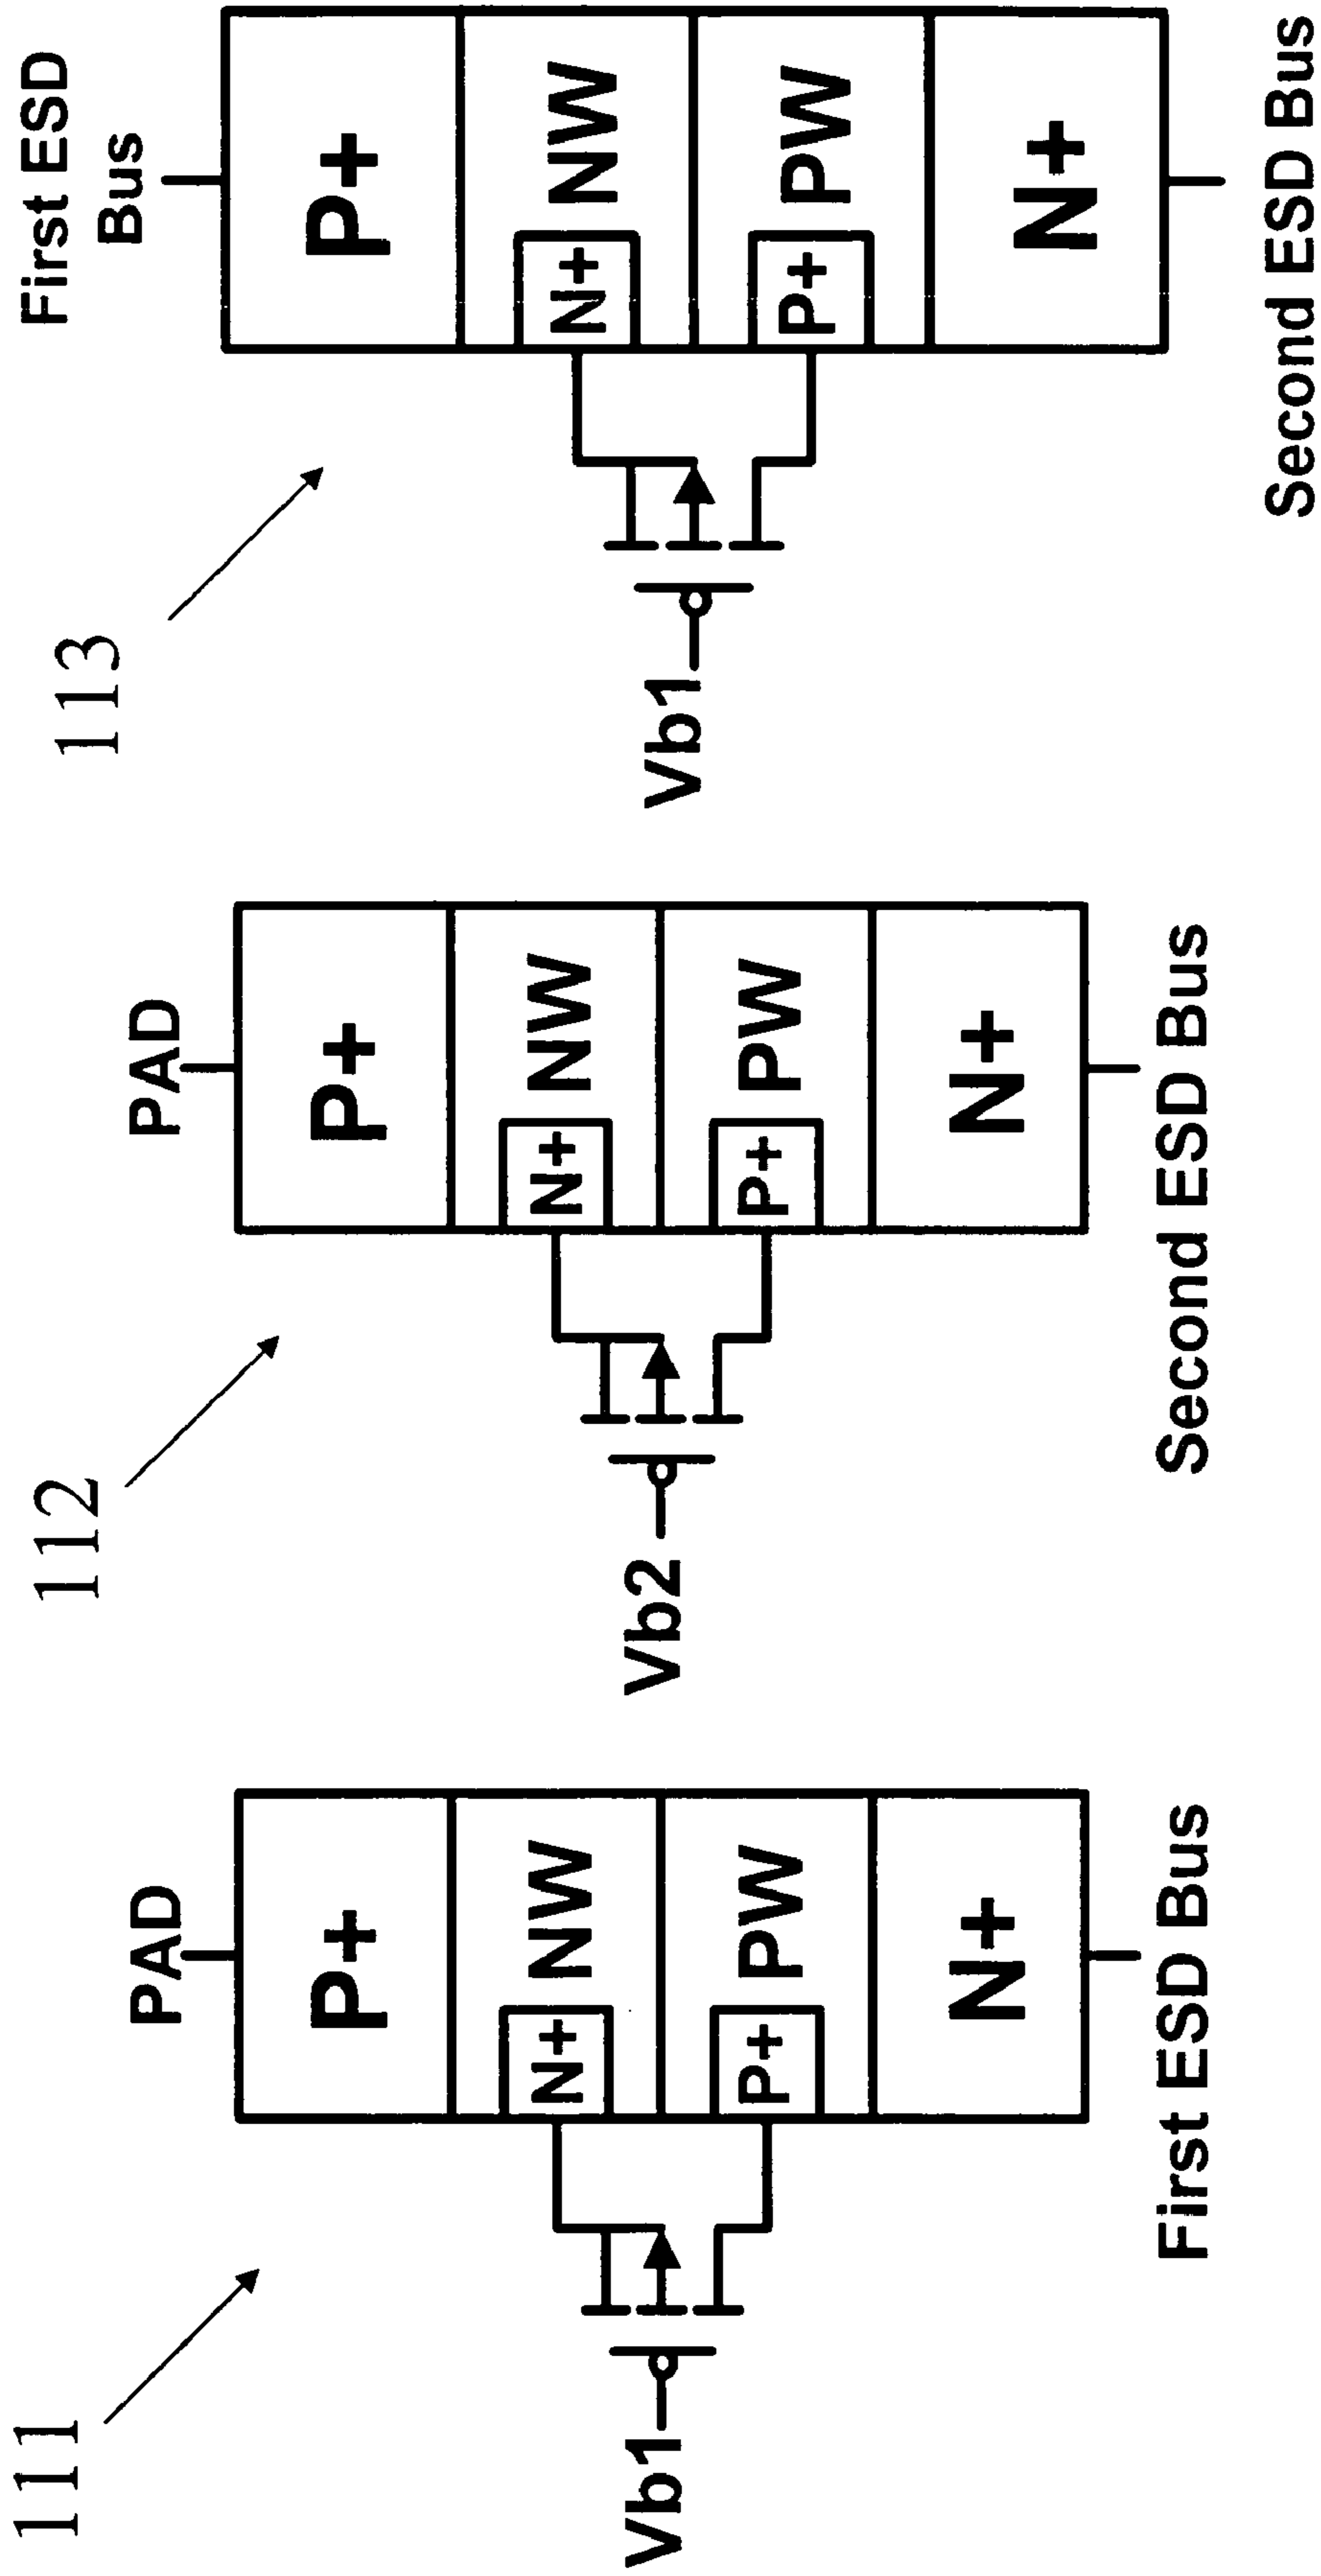 111
PAD
P+
N+
NW
Vb1
P+
PW
N+
First ESD Bus
112
PAD
P+
N+
NW
Vb2
P+
PW
N+
Second ESD Bus
113
First ESD
Bus
P+
N+
NW
Vb1
P+
PW
N+
Second ESD Bus